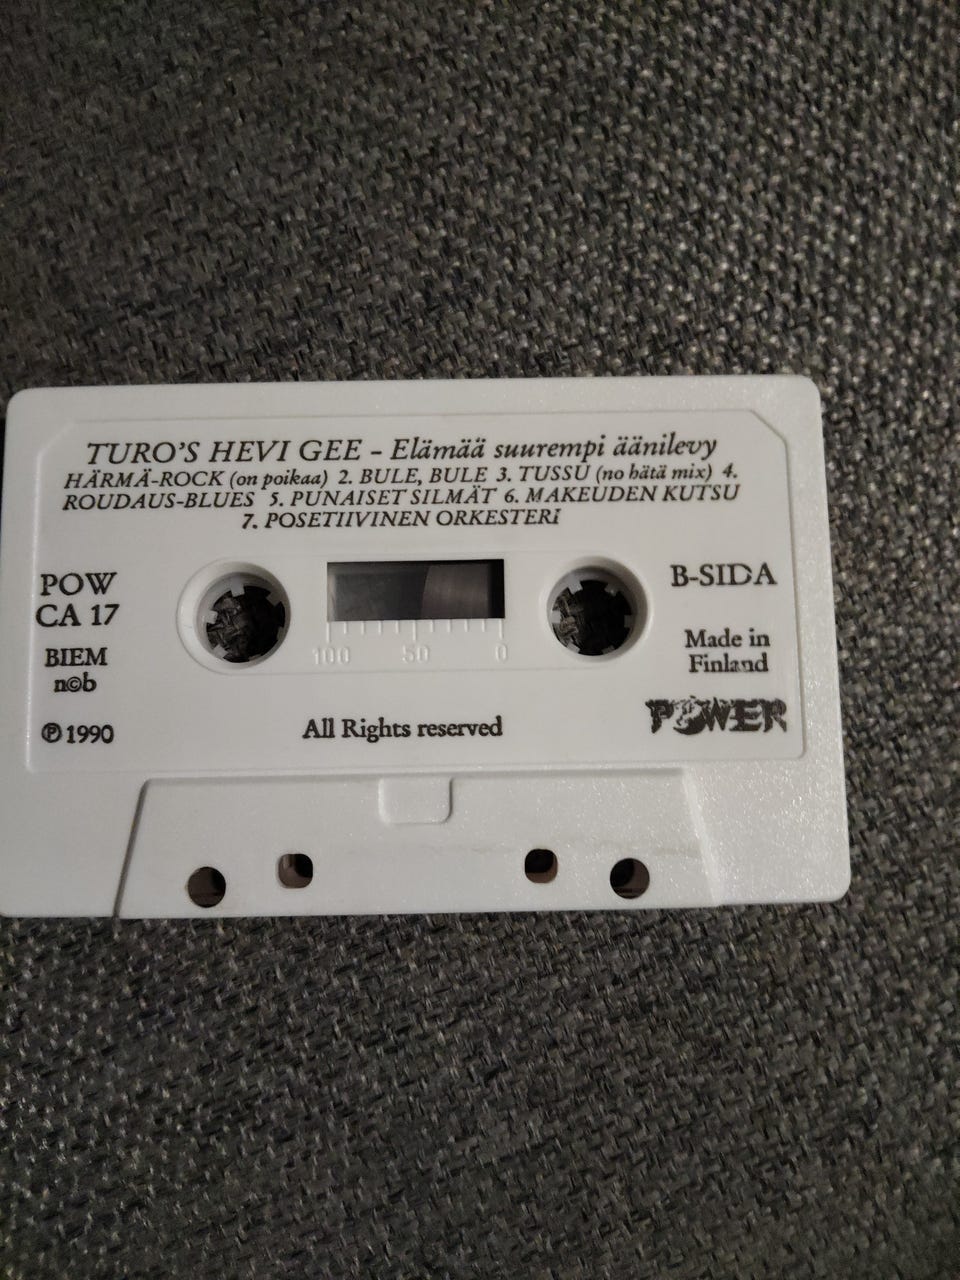 TURO'S HEVI GEE - Elämää suurempi äänilevy
HÄRMÄ-ROCK (on poikaa) 2. BULE, BULE 3. TUSSU (no hätä mix) 4.
ROUDAUS-BLUES 5. PUNAISET SILMÄT 6. MAKEUDEN KUTSU
7. POSETIIVINEN ORKESTERI
POW
CA 17
BIEM
n©b
℗ 1990
100 50 0
All Rights reserved
B-SIDA
Made in
Finland
POWER